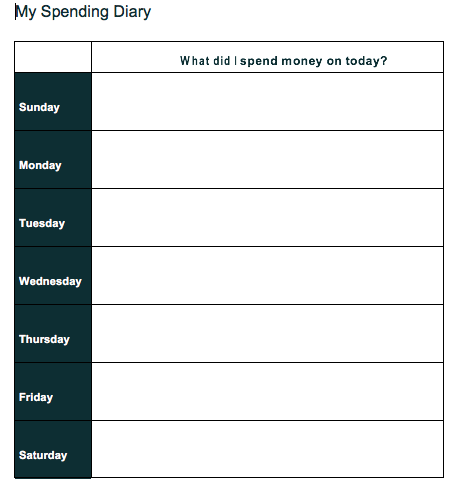 My Spending Diary
What did I spend money on today?
Sunday
Monday
Tuesday
Wednesday
Thursday
Friday
Saturday